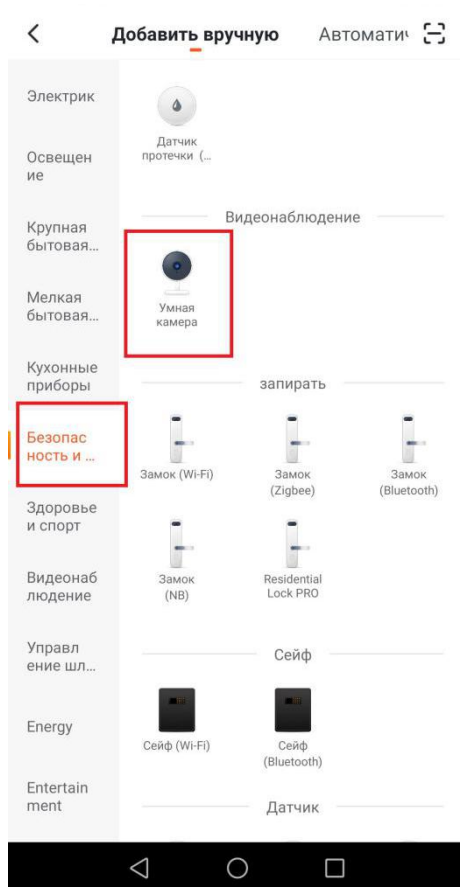 Добавить вручную
Автомати
Электрик
Освещен
ие
Крупная
бытовая...
Мелкая
бытовая...
Кухонные
приборы
Безопас
ность и ...
Здоровье
и спорт
Видеонаб
людение
Управл
ение шл...
Energy
Entertain
ment
Датчик
протечки (...
Видеонаблюдение
Умная
камера
запирать
Замок (Wi-Fi)
Замок
(Zigbee)
Замок
(Bluetooth)
Замок
(NB)
Residential
Lock PRO
Сейф
Сейф (Wi-Fi)
Сейф
(Bluetooth)
Датчик